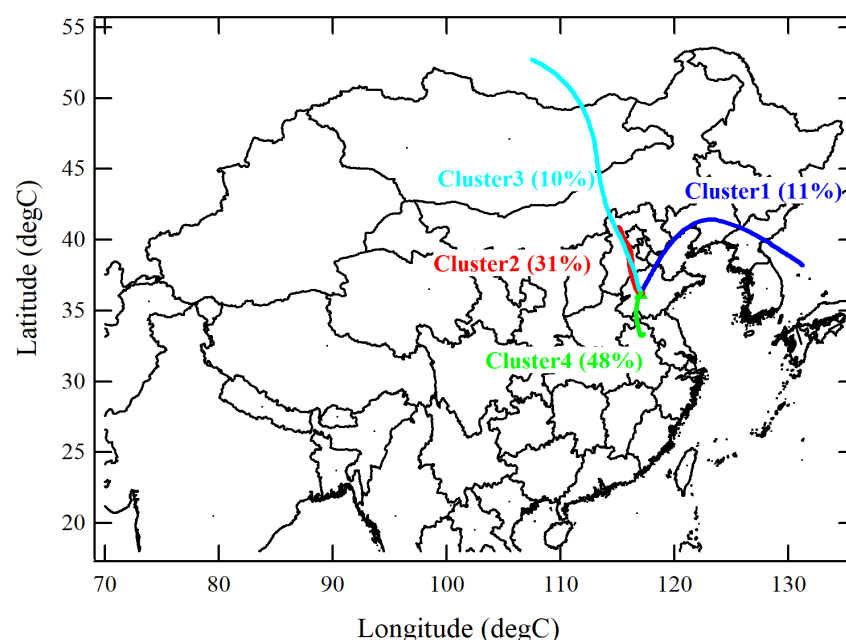 55
50
45
40
35
30
25
20
Latitude (degC)
Cluster3 (10%)
Cluster1 (11%)
Cluster2 (31%)
Cluster4 (48%)
70
80
90
100
110
120
130
Longitude (degC)